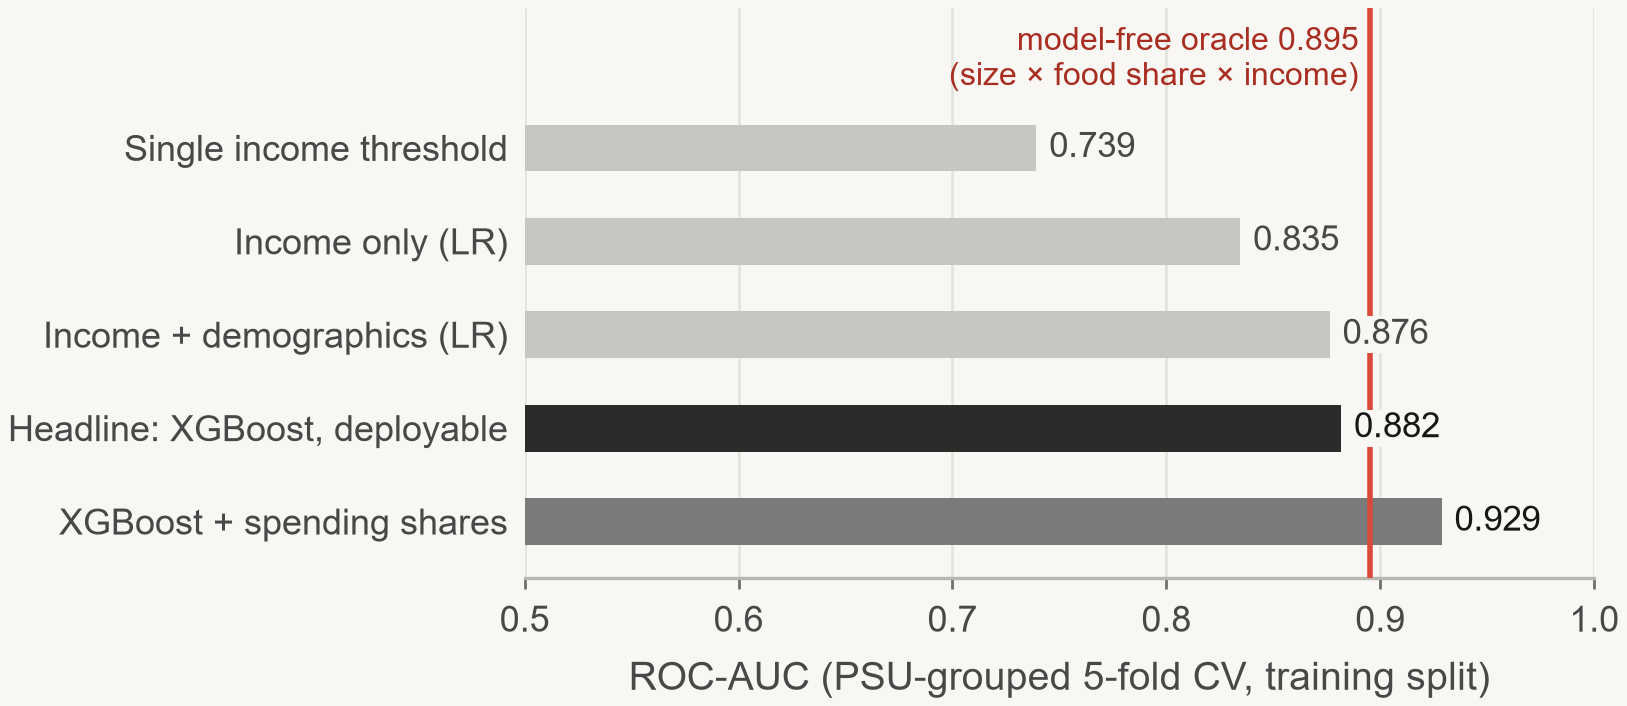 model-free oracle 0.895
(size × food share × income)
Single income threshold 0.739
Income only (LR) 0.835
Income + demographics (LR) 0.876
Headline: XGBoost, deployable 0.882
XGBoost + spending shares 0.929
0.5 0.6 0.7 0.8 0.9 1.0
ROC-AUC (PSU-grouped 5-fold CV, training split)